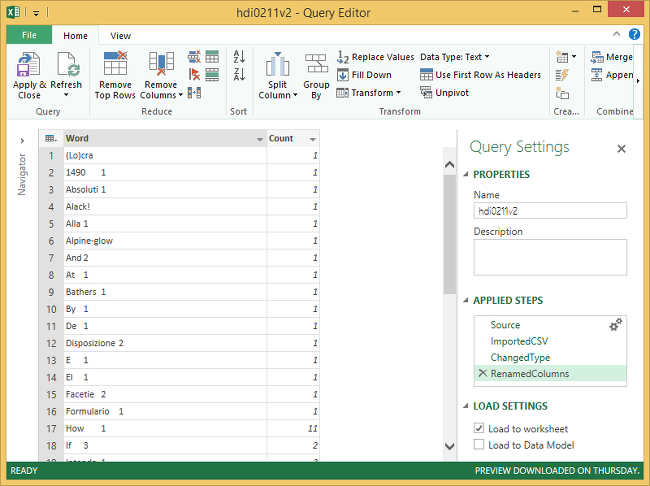 hdi0211v2 - Query Editor
File Home View
Apply & Close Refresh
Query
Remove Top Rows Remove Columns
Reduce
Sort
Split Column Group By
Replace Values Data Type: Text
Fill Down Use First Row As Headers
Transform Unpivot
Transform
Crea...
Merge
Appen
Combine
Navigator
Word Count
1 (Lo)cra 1
2 1490 1 1
3 Absoluti 1 1
4 Alack! 1
5 Alla 1 1
6 Alpine-glow 1
7 And 2 1
8 At 1 1
9 Bathers 1 1
10 By 1 1
11 De 1 1
12 Disposizione 2 1
13 E 1 1
14 El 1 1
15 Facetie 2 1
16 Formulario 1 1
17 How 1 11
18 If 3 2
Query Settings
PROPERTIES
Name
hdi0211v2
Description
APPLIED STEPS
Source
ImportedCSV
ChangedType
RenamedColumns
LOAD SETTINGS
Load to worksheet
Load to Data Model
READY
PREVIEW DOWNLOADED ON THURSDAY.